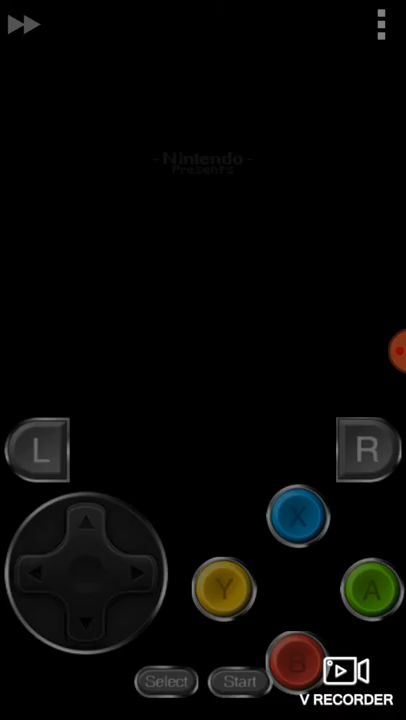 -Nintendo-
Presents
L
R
X
Y
A
B
Select
Start
V RECORDER